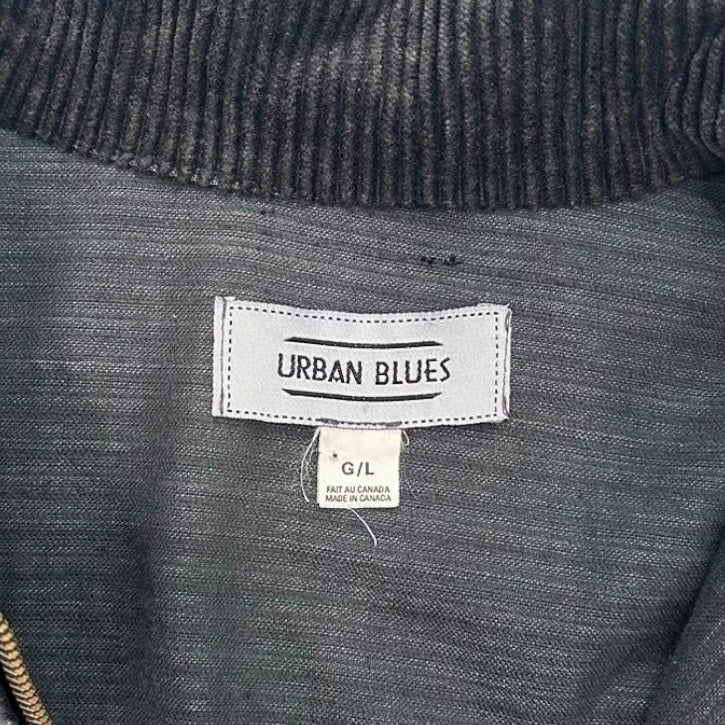 URBAN BLUES
G/L
FAIT AU CANADA
MADE IN CANADA